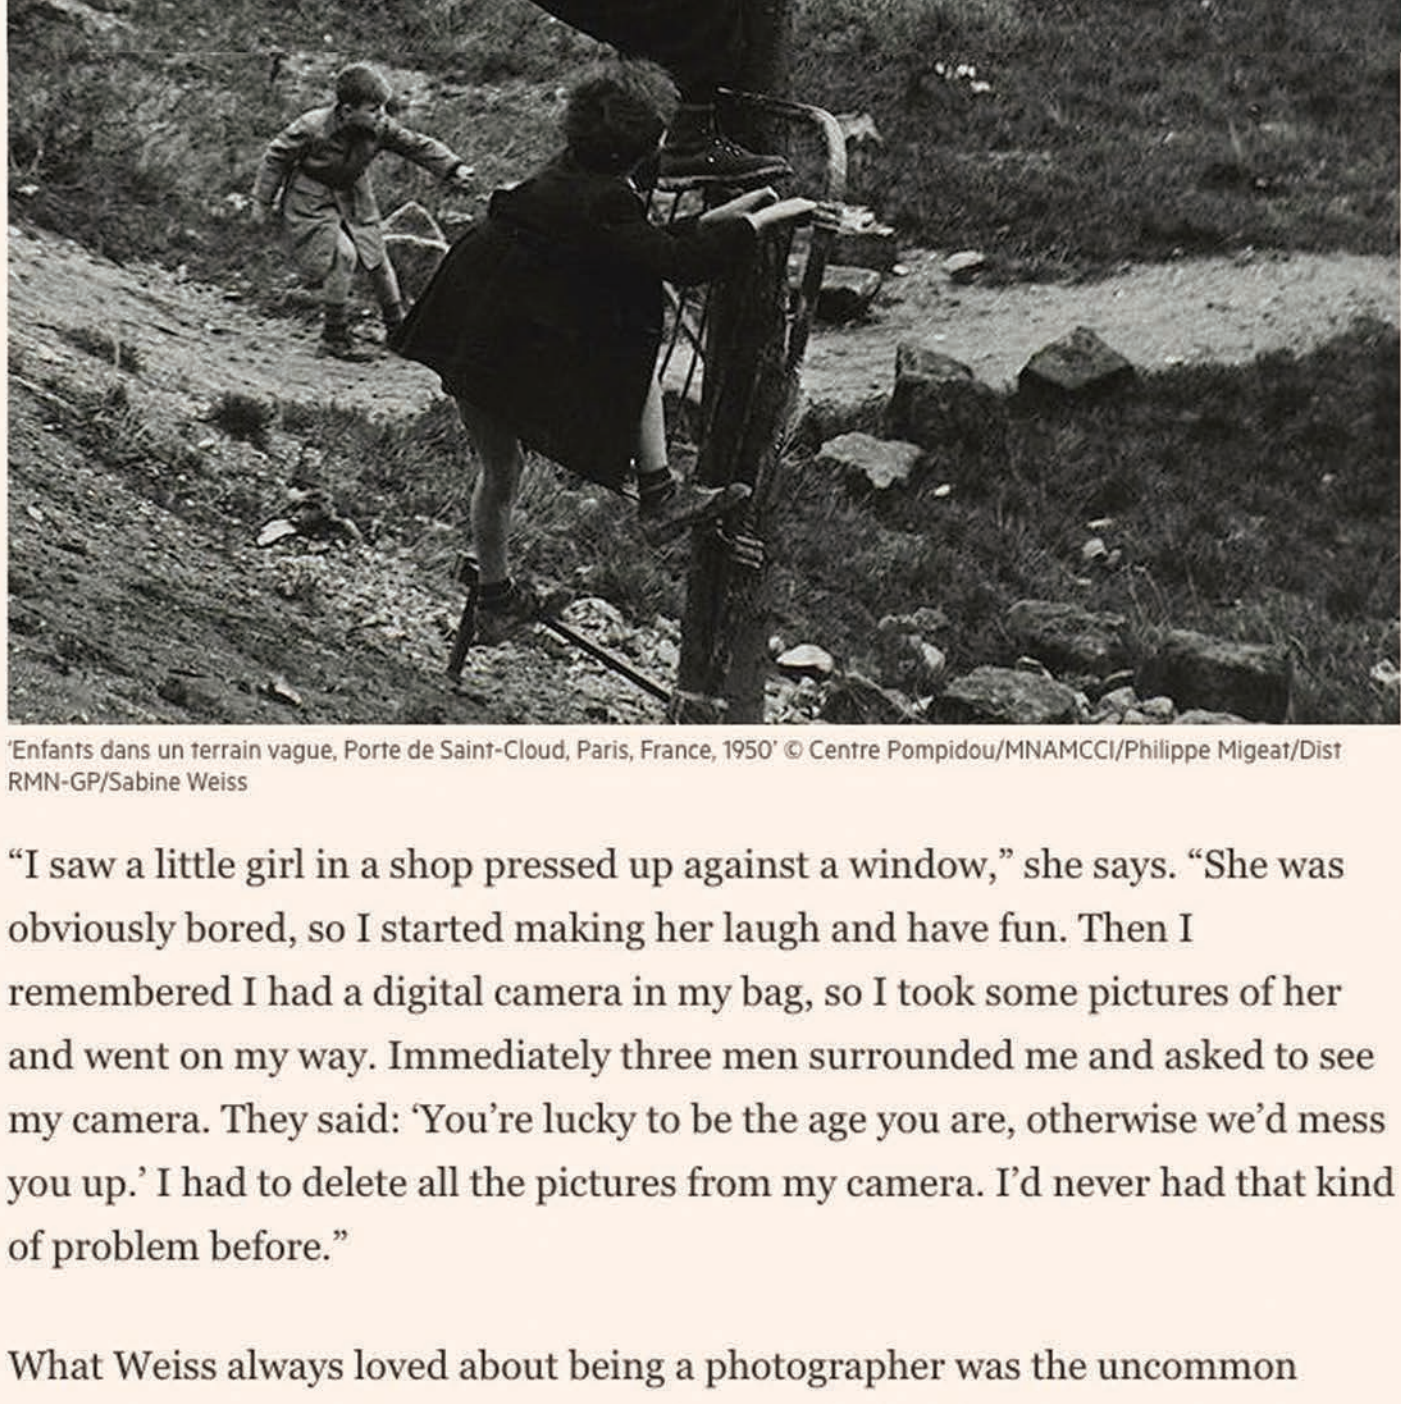 ‘Enfants dans un terrain vague, Porte de Saint-Cloud, Paris, France, 1950’ © Centre Pompidou/MNAMCCI/Philippe Migeat/Dist
RMN-GP/Sabine Weiss
“I saw a little girl in a shop pressed up against a window,” she says. “She was
obviously bored, so I started making her laugh and have fun. Then I
remembered I had a digital camera in my bag, so I took some pictures of her
and went on my way. Immediately three men surrounded me and asked to see
my camera. They said: ‘You’re lucky to be the age you are, otherwise we’d mess
you up.’ I had to delete all the pictures from my camera. I’d never had that kind
of problem before.”
What Weiss always loved about being a photographer was the uncommon